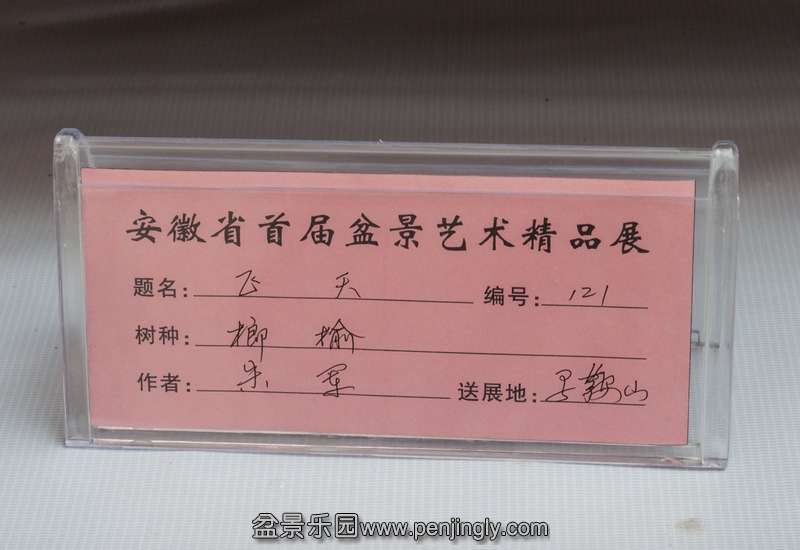 安徽省首届盆景艺术精品展
题名: 飞天 编号: 121
树种: 榔榆
作者: 朱军 送展地: 马鞍山
盆景乐园www.penjingly.com